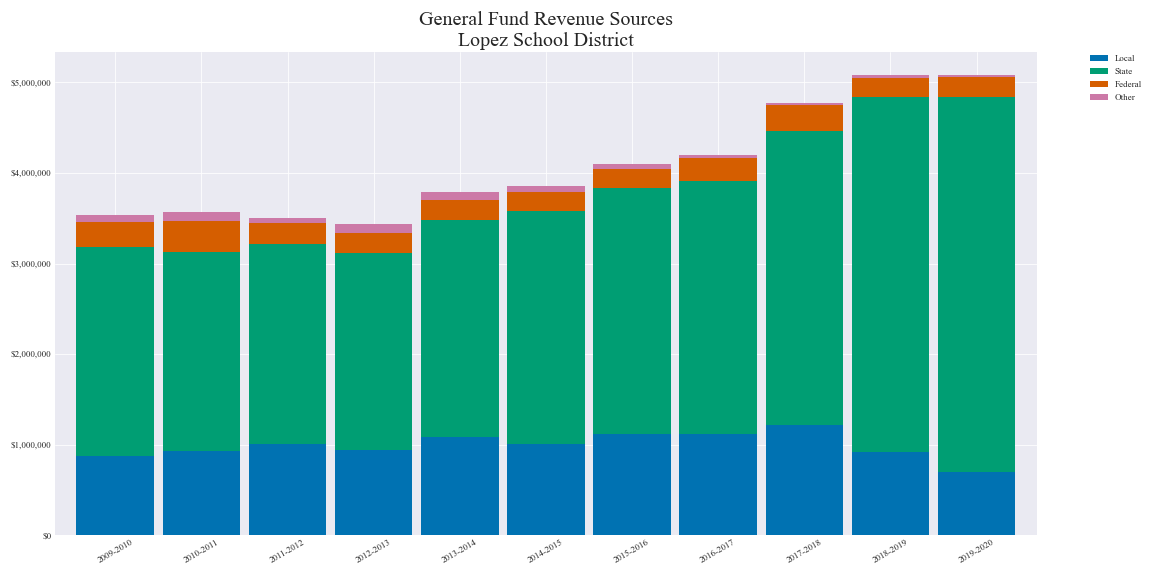 General Fund Revenue Sources
Lopez School District
Local
State
Federal
Other
$5,000,000
$4,000,000
$3,000,000
$2,000,000
$1,000,000
$0
2009-2010
2010-2011
2011-2012
2012-2013
2013-2014
2014-2015
2015-2016
2016-2017
2017-2018
2018-2019
2019-2020